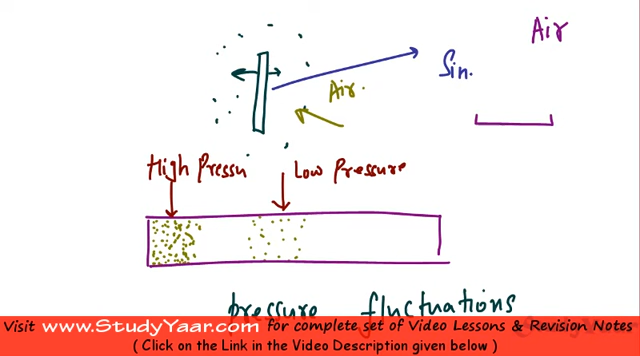 Air
Sin.
Air.
High Pressu
Low Pressure
pressure fluctuations
Visit www.StudyYaar.com for complete set of Video Lessons & Revision Notes
( Click on the Link in the Video Description given below )